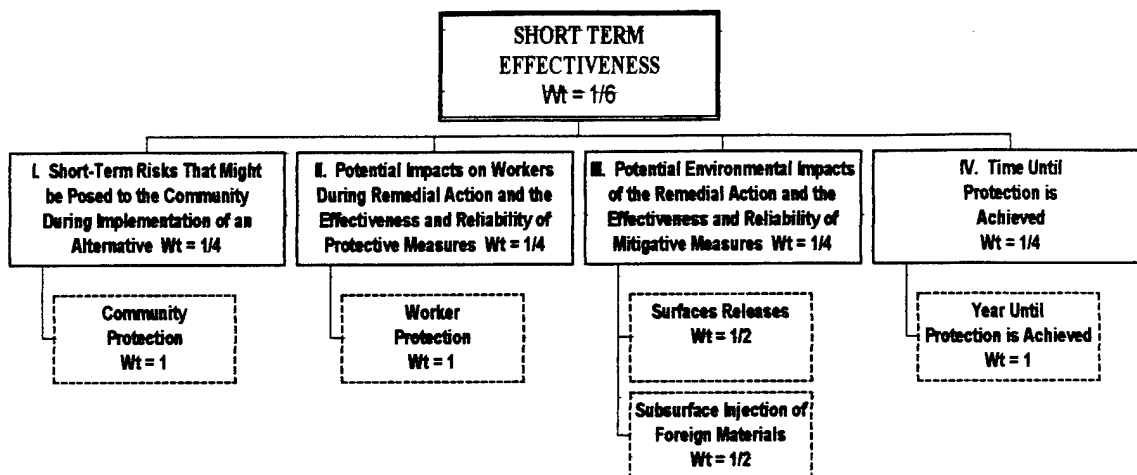 SHORT TERM
EFFECTIVENESS
Wt = 1/6
I. Short-Term Risks That Might
be Posed to the Community
During Implementation of an
Alternative Wt = 1/4
II. Potential Impacts on Workers
During Remedial Action and the
Effectiveness and Reliability of
Protective Measures Wt = 1/4
III. Potential Environmental Impacts
of the Remedial Action and the
Effectiveness and Reliability of
Mitigative Measures Wt = 1/4
IV. Time Until
Protection is
Achieved
Wt = 1/4
Community
Protection
Wt = 1
Worker
Protection
Wt = 1
Surfaces Releases
Wt = 1/2
Subsurface Injection of
Foreign Materials
Wt = 1/2
Year Until
Protection is Achieved
Wt = 1